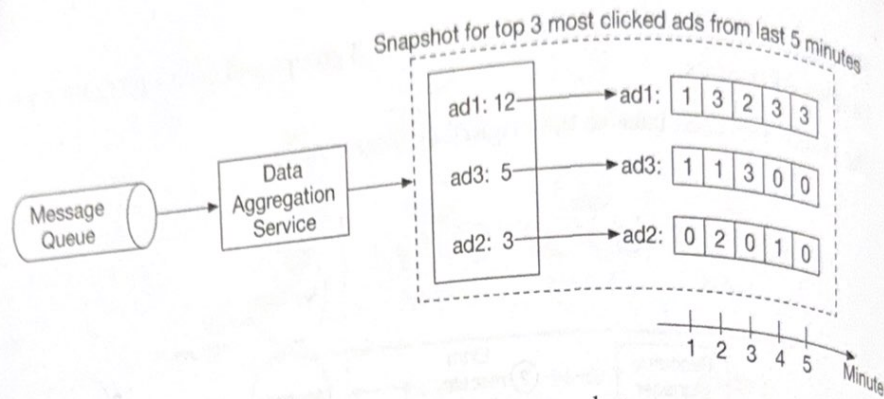 Snapshot for top 3 most clicked ads from last 5 minutes
Message
Queue
Data
Aggregation
Service
ad1: 12
ad3: 5
ad2: 3
ad1: 1 3 2 3 3
ad3: 1 1 3 0 0
ad2: 0 2 0 1 0
1 2 3 4 5
Minute